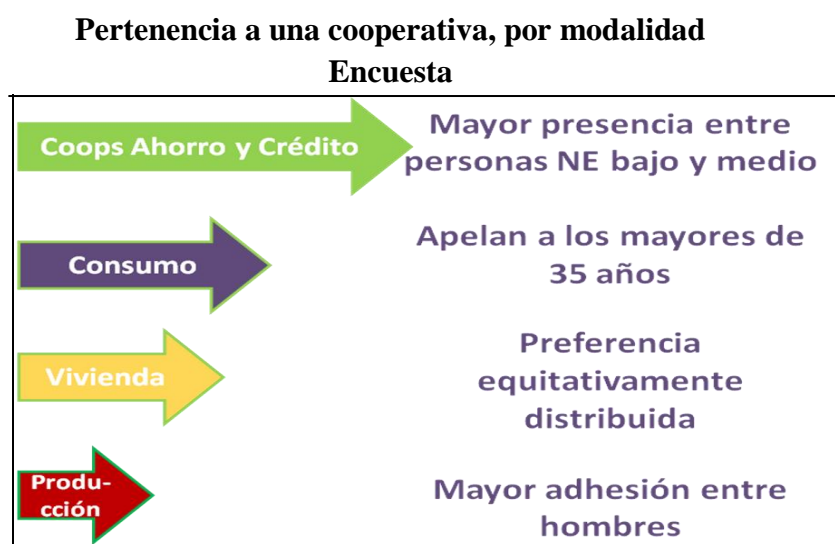 Pertenencia a una cooperativa, por modalidad
Encuesta
Coops Ahorro y Crédito
Mayor presencia entre
personas NE bajo y medio
Consumo
Apelan a los mayores de
35 años
Vivienda
Preferencia
equitativamente
distribuida
Produ-
cción
Mayor adhesión entre
hombres